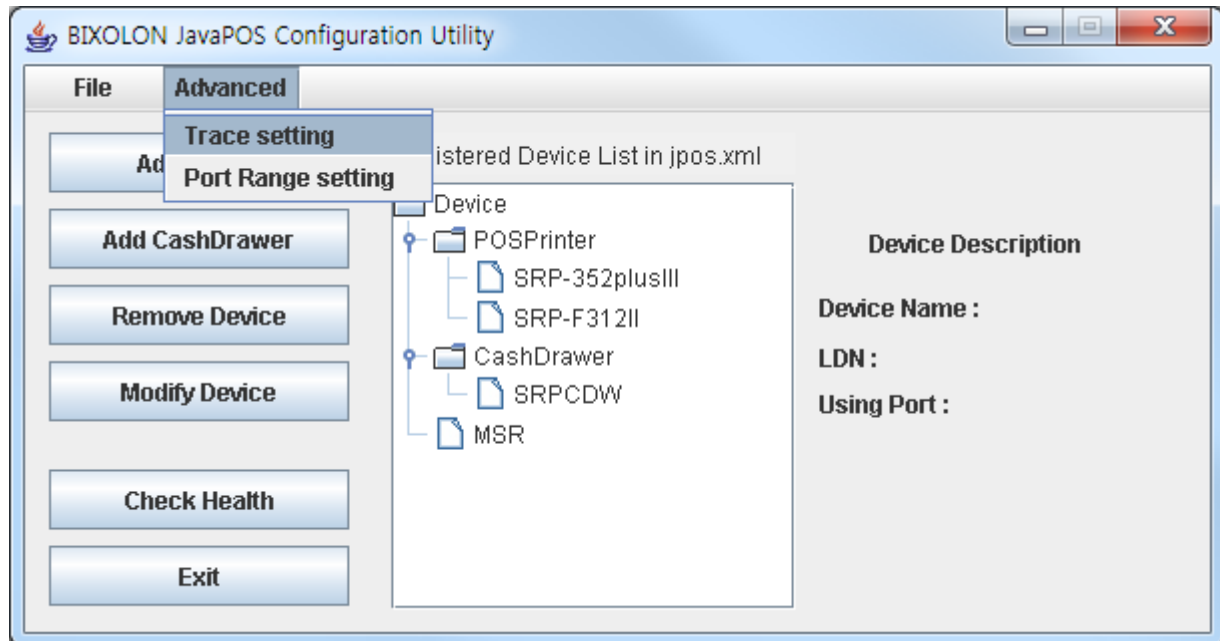 BIXOLON JavaPOS Configuration Utility
File Advanced
Trace setting
Port Range setting
Ad
istered Device List in jpos.xml
Add CashDrawer
Remove Device
Modify Device
Check Health
Exit
Device
POSPrinter
SRP-352plusIII
SRP-F312II
CashDrawer
SRPCDW
MSR
Device Description
Device Name :
LDN :
Using Port :